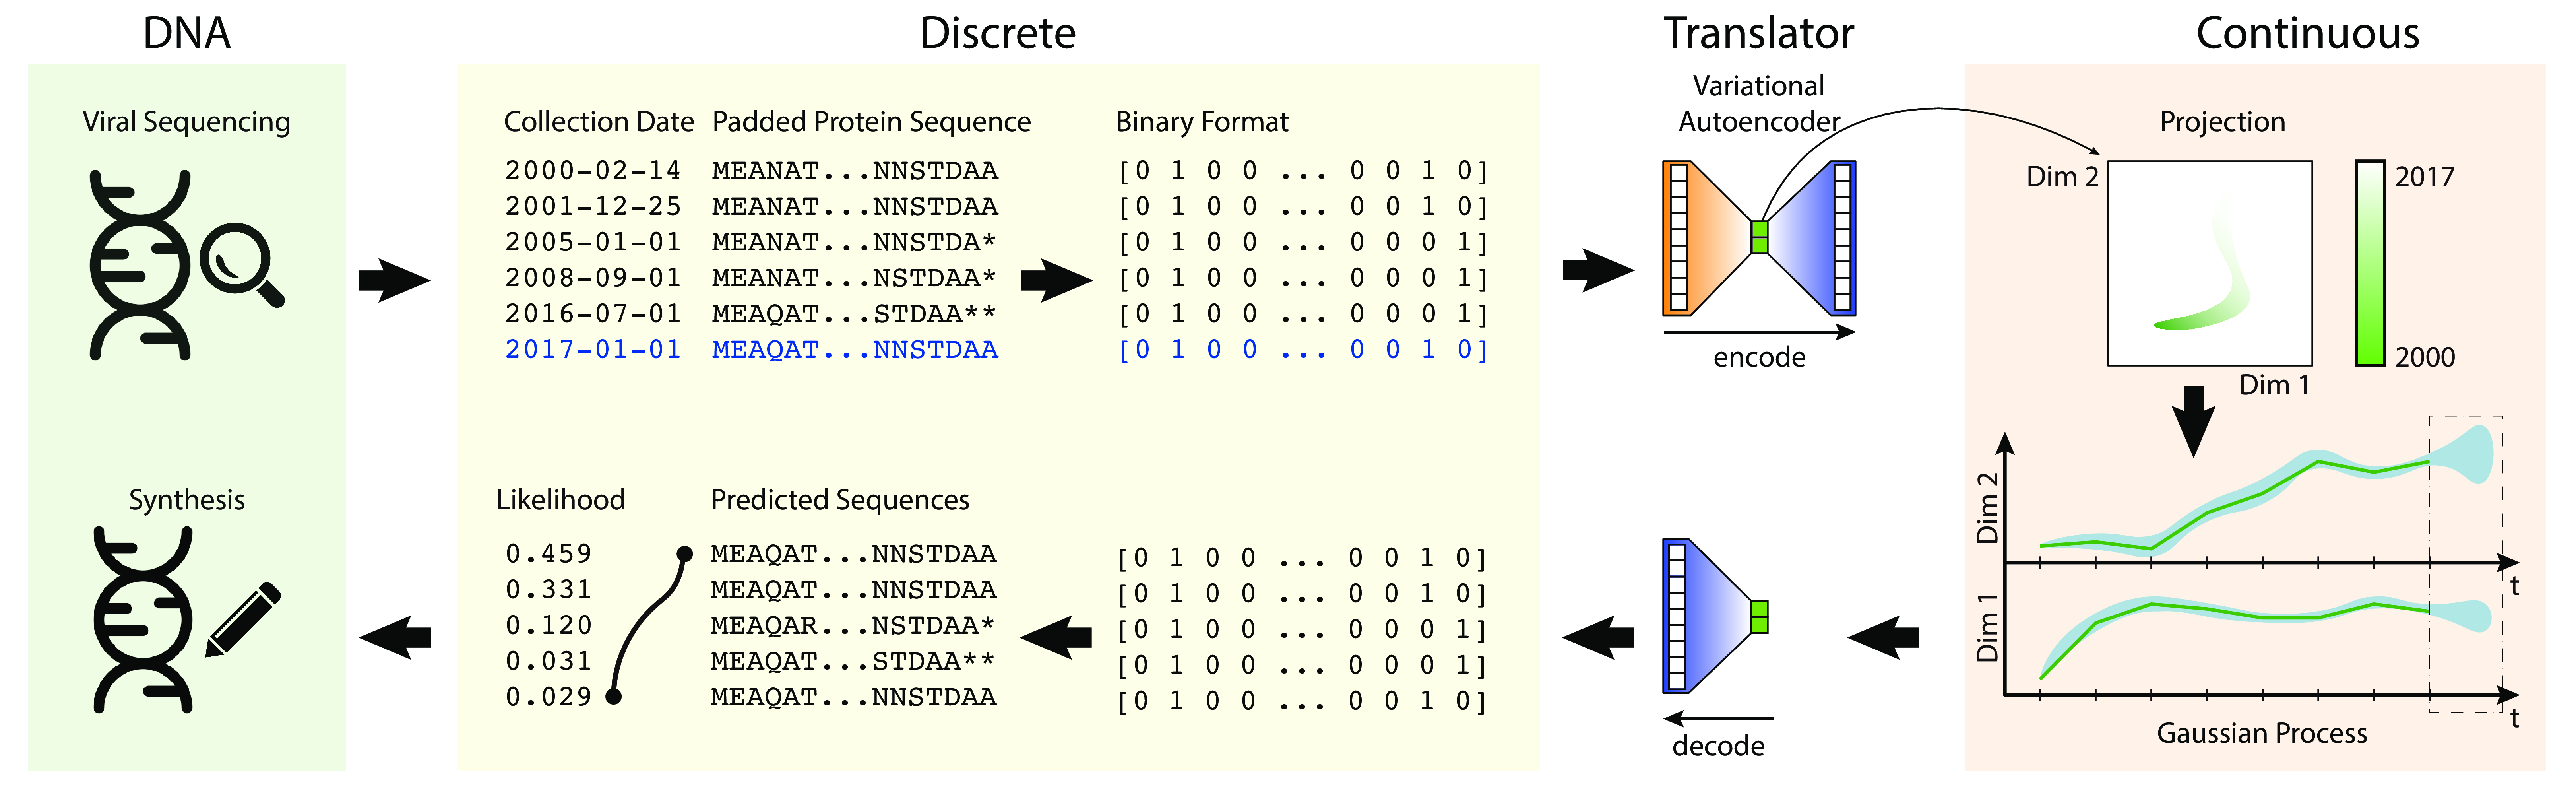 DNA
Discrete
Translator
Continuous
Viral Sequencing
Collection Date Padded Protein Sequence Binary Format
2000-02-14 MEANAT...NNSTDAA [0 1 0 0 ... 0 0 1 0]
2001-12-25 MEANAT...NNSTDAA [0 1 0 0 ... 0 0 1 0]
2005-01-01 MEANAT...NNSTDA* [0 1 0 0 ... 0 0 0 1]
2008-09-01 MEANAT...NSTDAA* [0 1 0 0 ... 0 0 0 1]
2016-07-01 MEAQAT...STDAA** [0 1 0 0 ... 0 0 0 1]
2017-01-01 MEAQAT...NNSTDAA [0 1 0 0 ... 0 0 1 0]
Variational
Autoencoder
encode
Projection
Dim 2
2017
2000
Dim 1
Synthesis
Likelihood Predicted Sequences
0.459 MEAQAT...NNSTDAA [0 1 0 0 ... 0 0 1 0]
0.331 MEAQAT...NNSTDAA [0 1 0 0 ... 0 0 1 0]
0.120 MEAQAR...NSTDAA* [0 1 0 0 ... 0 0 0 1]
0.031 MEAQAT...STDAA** [0 1 0 0 ... 0 0 0 1]
0.029 MEAQAT...NNSTDAA [0 1 0 0 ... 0 0 1 0]
decode
Dim 2
t
Dim 1
t
Gaussian Process